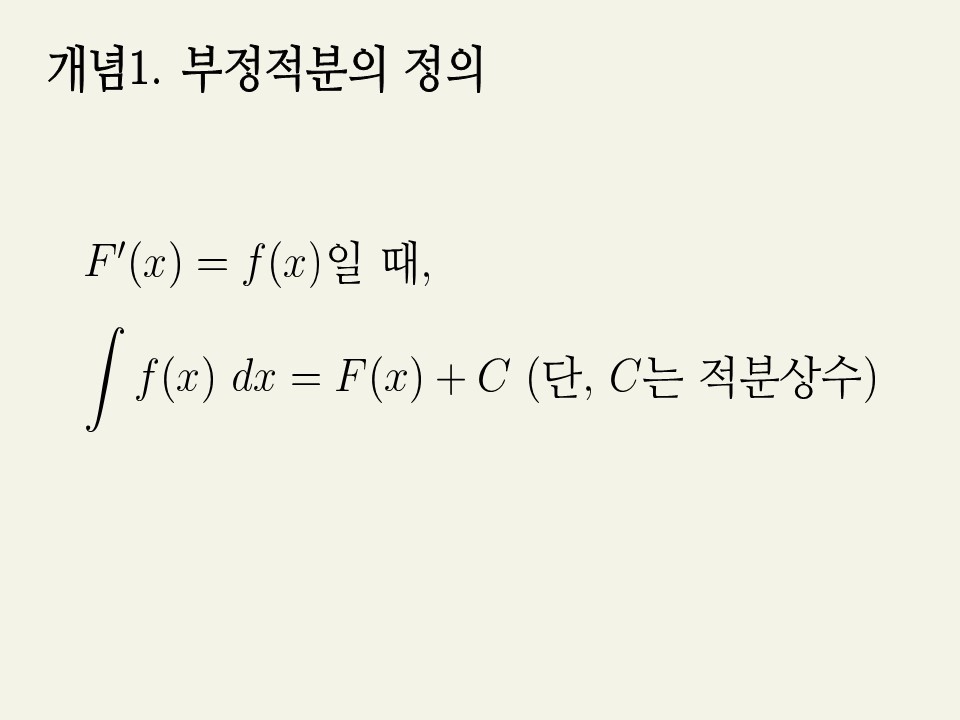 개념1. 부정적분의 정의
F′(x) = f(x)일 때,
∫ f(x) dx = F(x) + C (단, C는 적분상수)